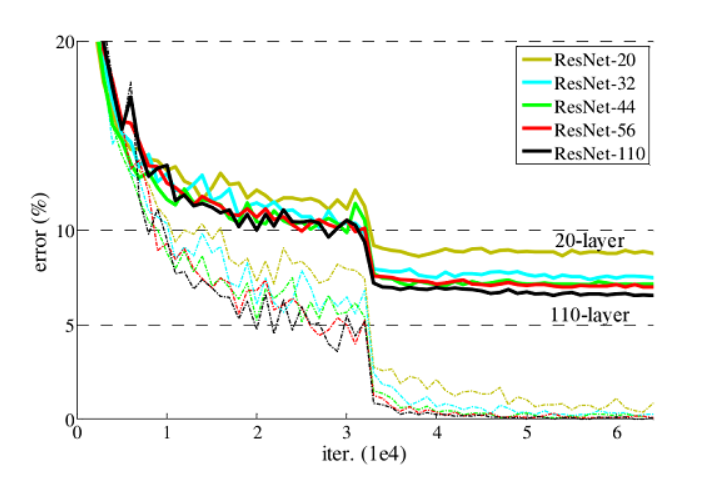 20
ResNet-20
ResNet-32
ResNet-44
ResNet-56
ResNet-110
error (%)
10
20-layer
5
110-layer
0
0 1 2 3 4 5 6
iter. (1e4)